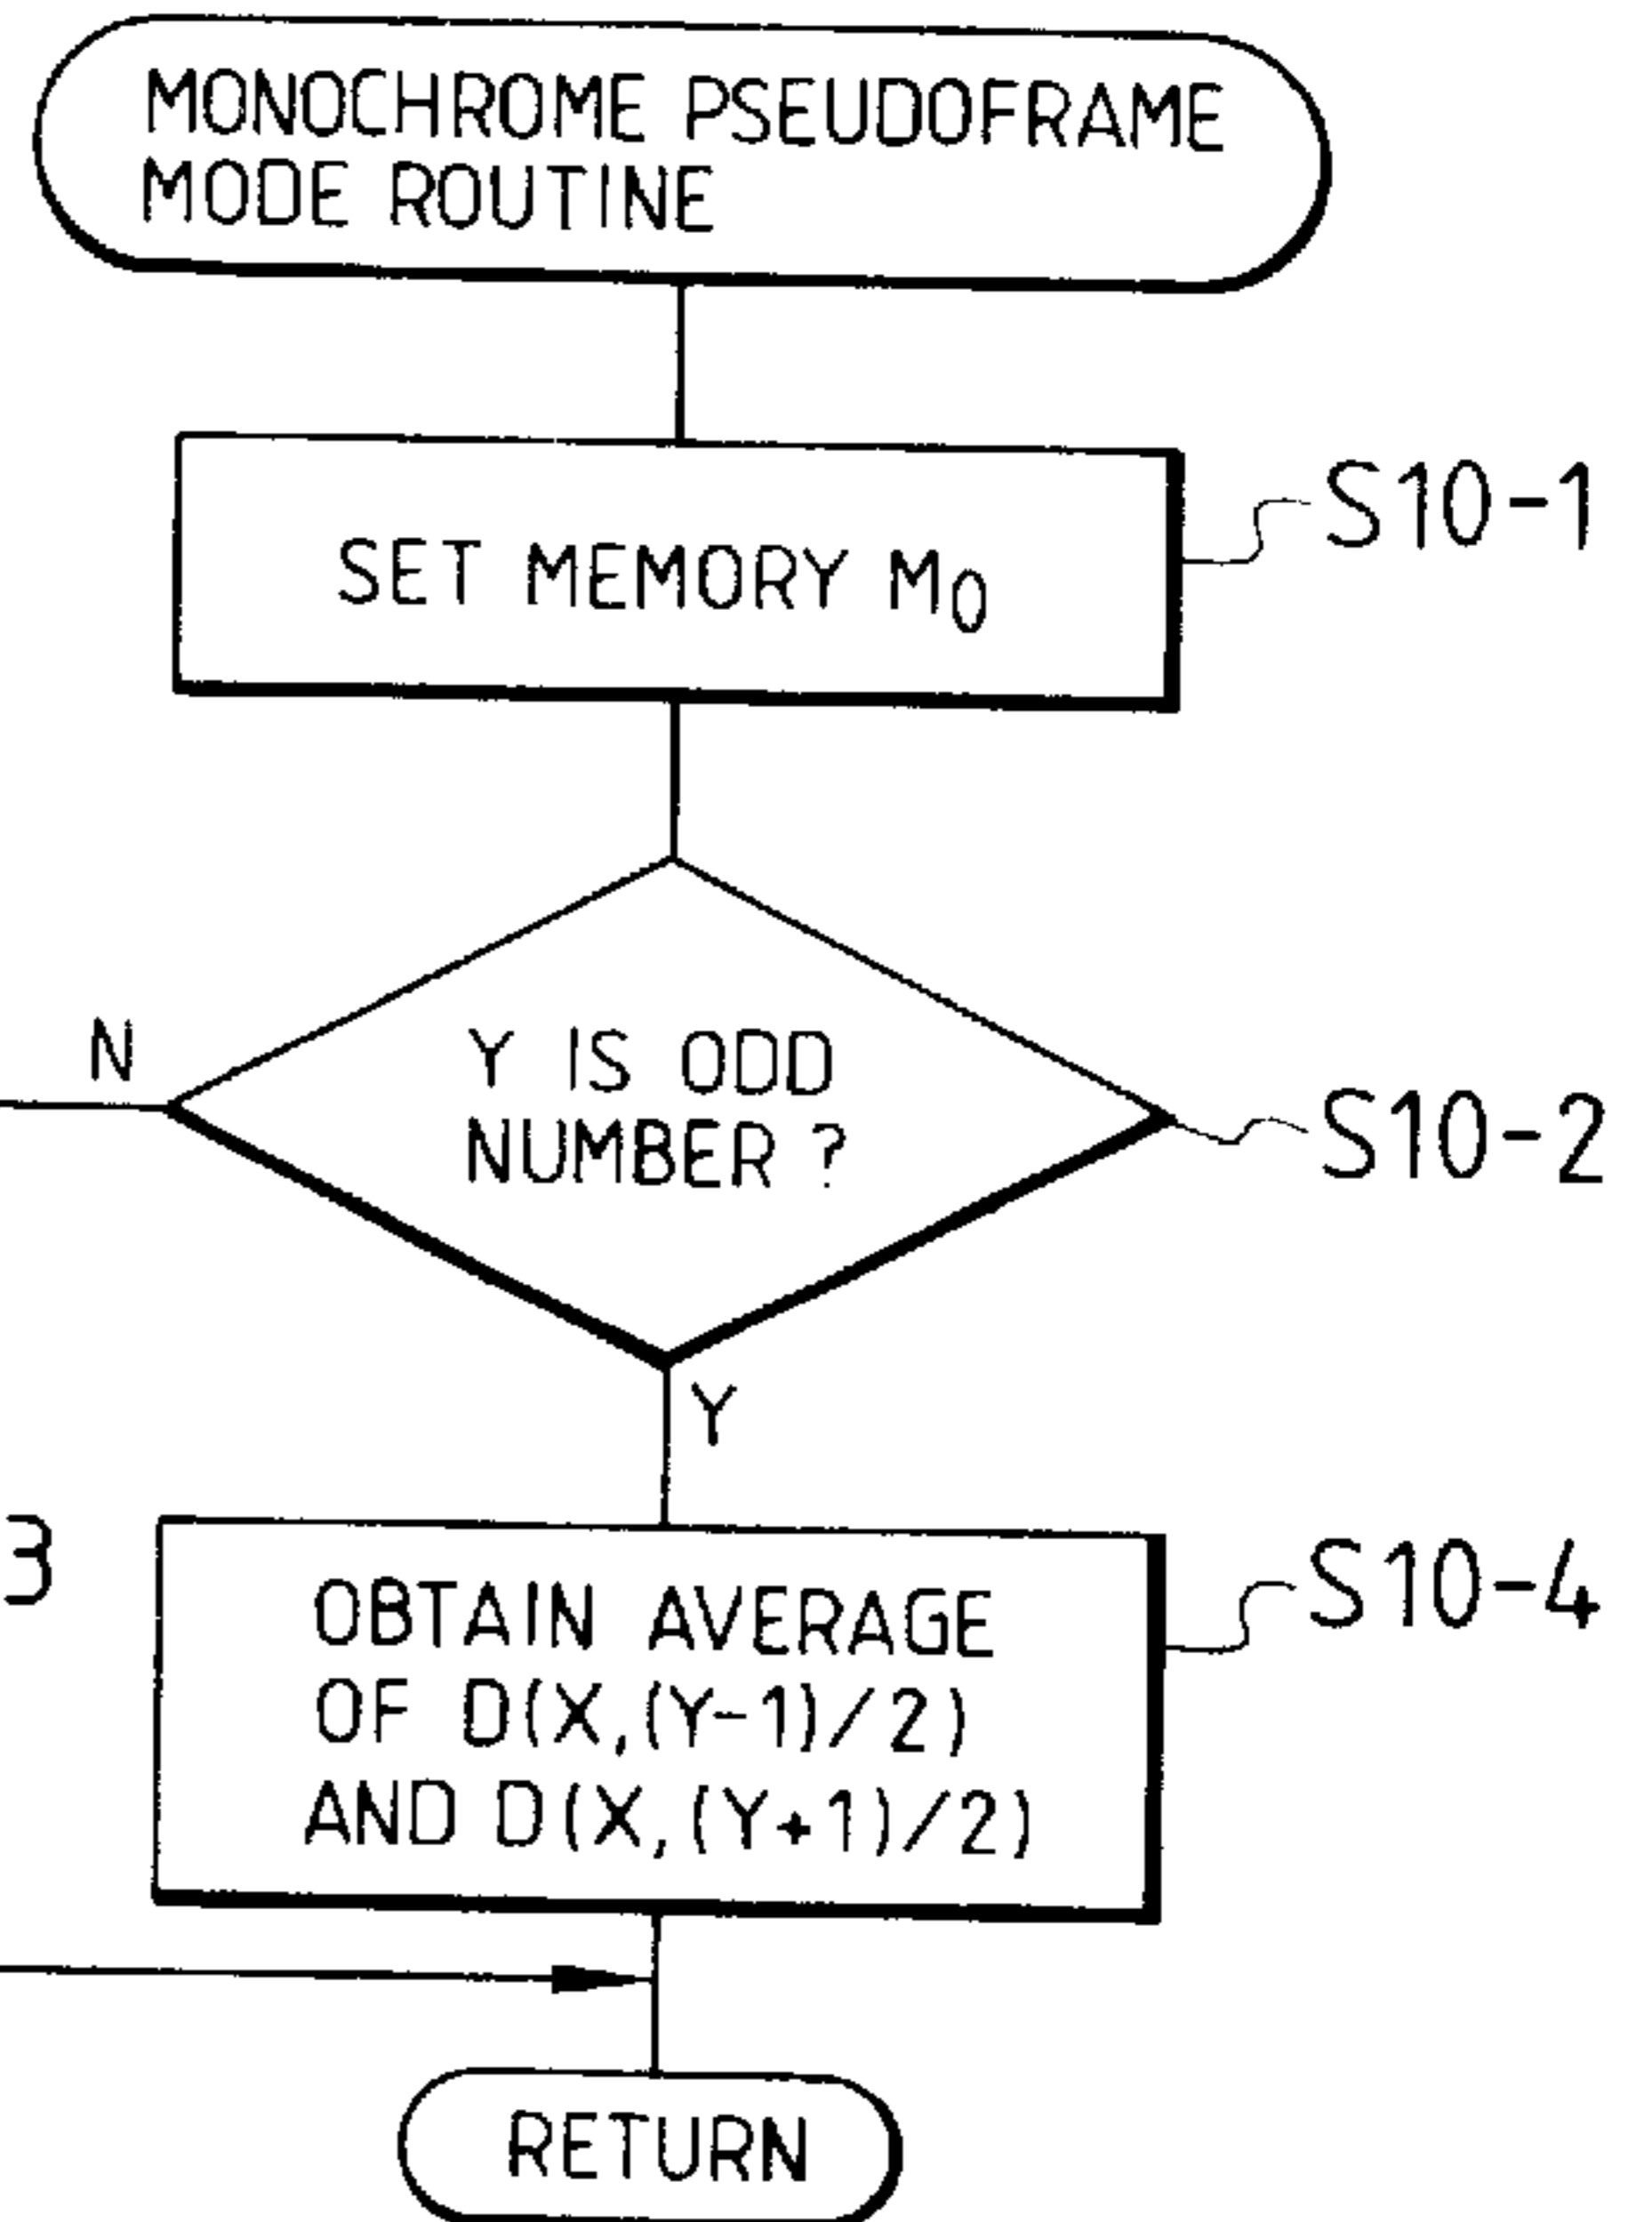 MONOCHROME PSEUDOFRAME
MODE ROUTINE
SET MEMORY M0
S10-1
N
Y IS ODD
NUMBER ?
S10-2
Y
3
OBTAIN AVERAGE
OF D(X,(Y-1)/2)
AND D(X,(Y+1)/2)
S10-4
RETURN